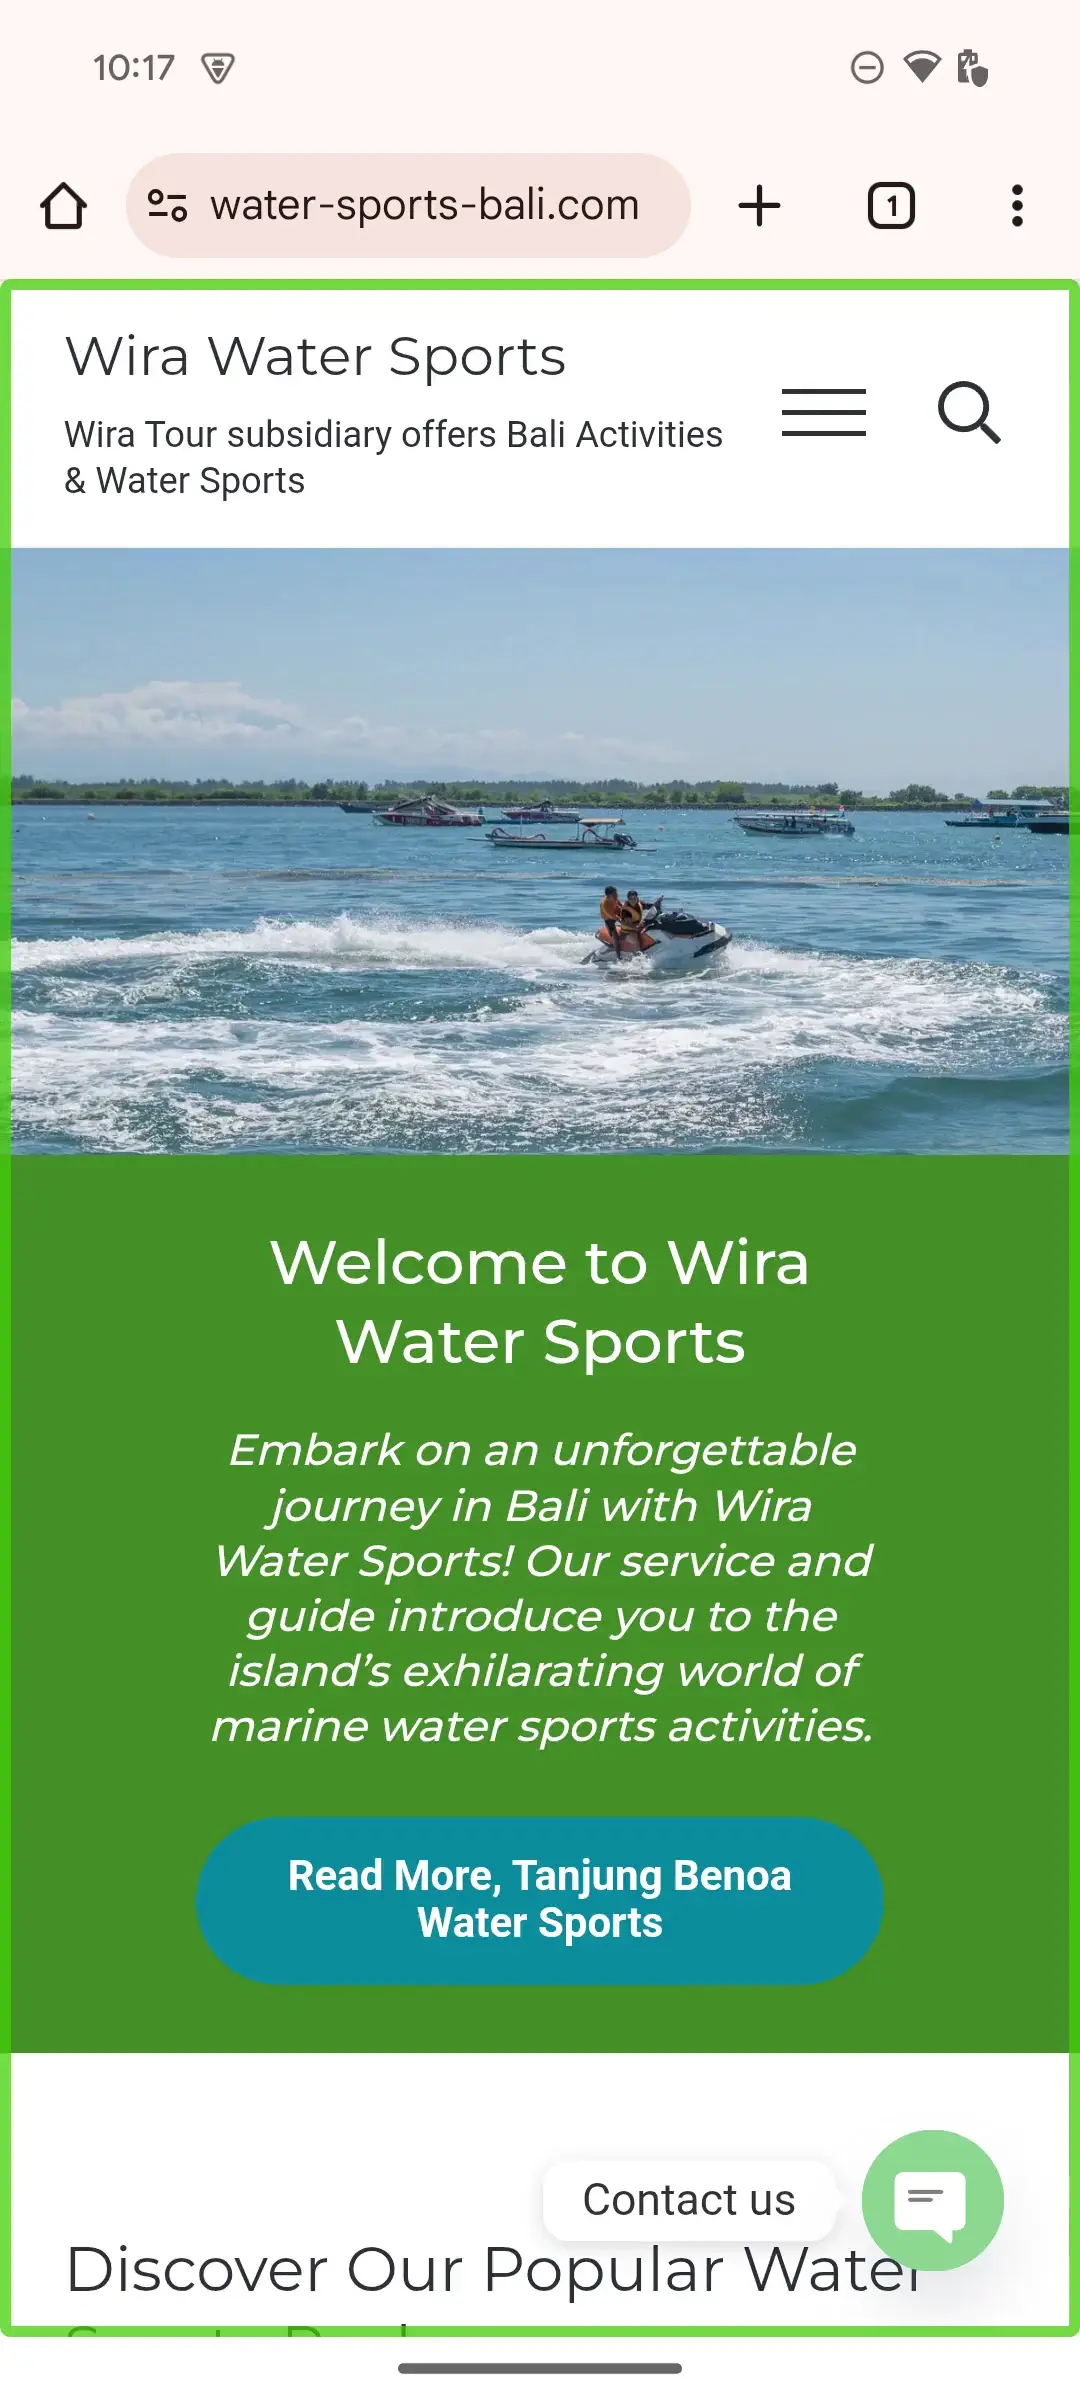 10:17
water-sports-bali.com
1
Wira Water Sports
Wira Tour subsidiary offers Bali Activities
& Water Sports
Welcome to Wira
Water Sports
Embark on an unforgettable
journey in Bali with Wira
Water Sports! Our service and
guide introduce you to the
island's exhilarating world of
marine water sports activities.
Read More, Tanjung Benoa
Water Sports
Contact us
Discover Our Popular Water